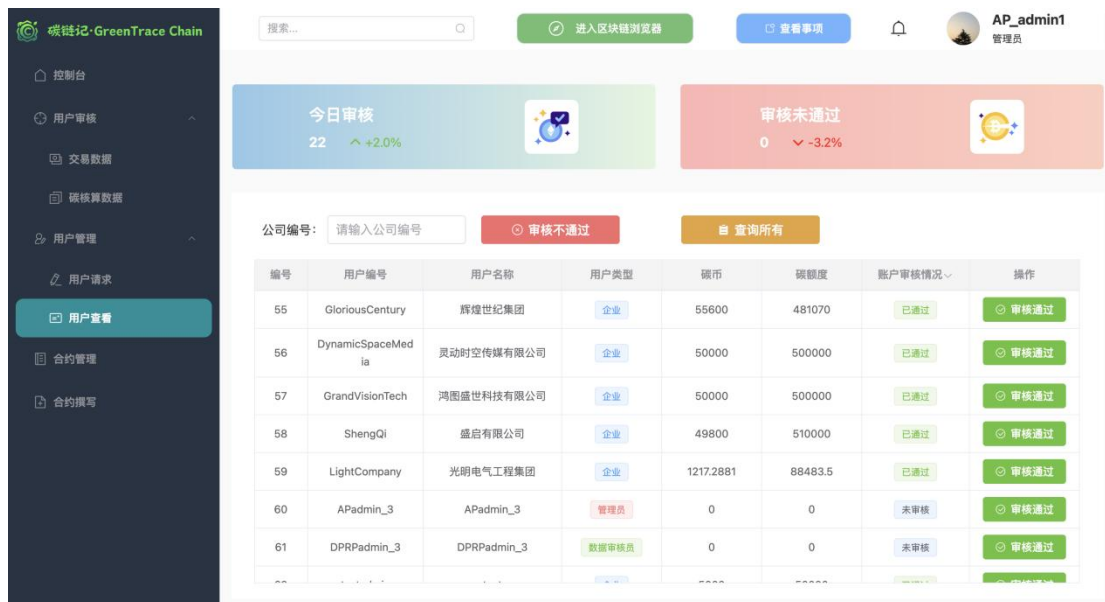 碳链记·GreenTrace Chain
搜索...
进入区块链浏览器
查看事项
AP_admin1
管理员
控制台
用户审核
交易数据
碳核算数据
用户管理
用户请求
用户查看
合约管理
合约撰写
今日审核
22 +2.0%
审核未通过
0 -3.2%
公司编号: 请输入公司编号 审核不通过 查询所有
编号 用户编号 用户名称 用户类型 碳币 碳额度 账户审核情况 操作
55 GloriousCentury 辉煌世纪集团 企业 55600 481070 已通过 审核通过
56 DynamicSpaceMed
ia 灵动时空传媒有限公司 企业 50000 500000 已通过 审核通过
57 GrandVisionTech 鸿图盛世科技有限公司 企业 50000 500000 已通过 审核通过
58 ShengQi 盛启有限公司 企业 49800 510000 已通过 审核通过
59 LightCompany 光明电气工程集团 企业 1217.2881 88483.5 已通过 审核通过
60 APadmin_3 APadmin_3 管理员 0 0 未审核 审核通过
61 DPRPadmin_3 DPRPadmin_3 数据审核员 0 0 未审核 审核通过